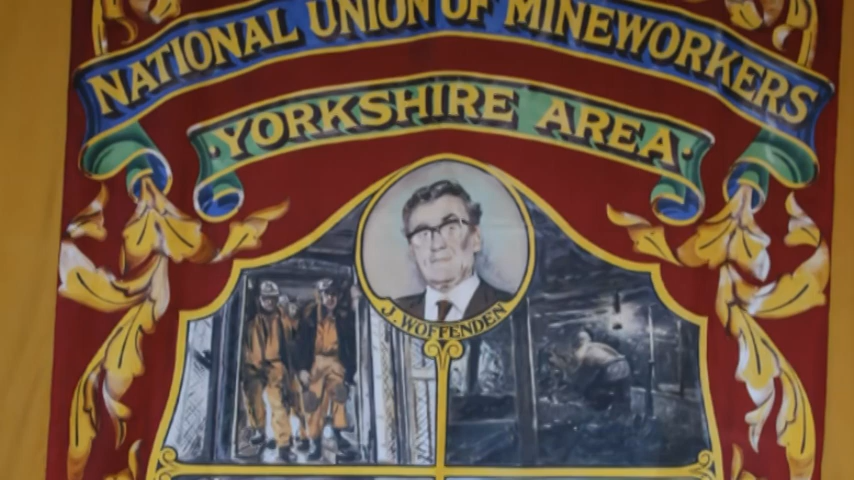 NATIONAL UNION OF MINEWORKERS
YORKSHIRE AREA
J. WOFFENDEN